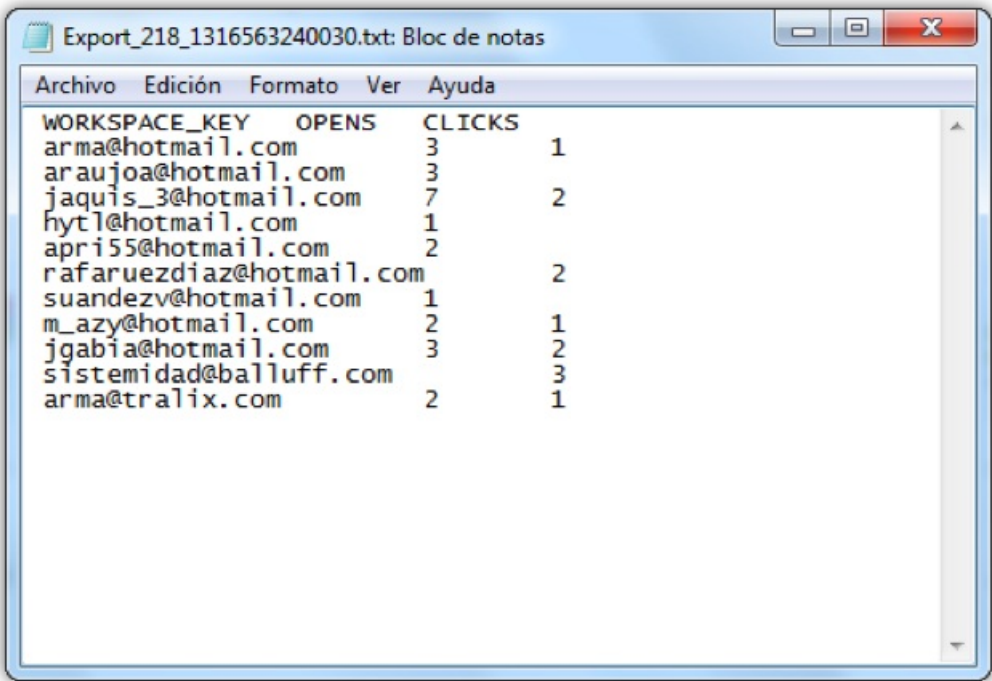 Export_218_1316563240030.txt: Bloc de notas
Archivo Edición Formato Ver Ayuda
WORKSPACE_KEY OPENS CLICKS
arma@hotmail.com 3 1
araujoa@hotmail.com 3
jaquis_3@hotmail.com 7 2
hytl@hotmail.com 1
apri55@hotmail.com 2
rafaruezdiaz@hotmail.com 2
suandezv@hotmail.com 1
m_azy@hotmail.com 2 1
jgabia@hotmail.com 3 2
sistemidad@balluff.com 3
arma@tralix.com 2 1